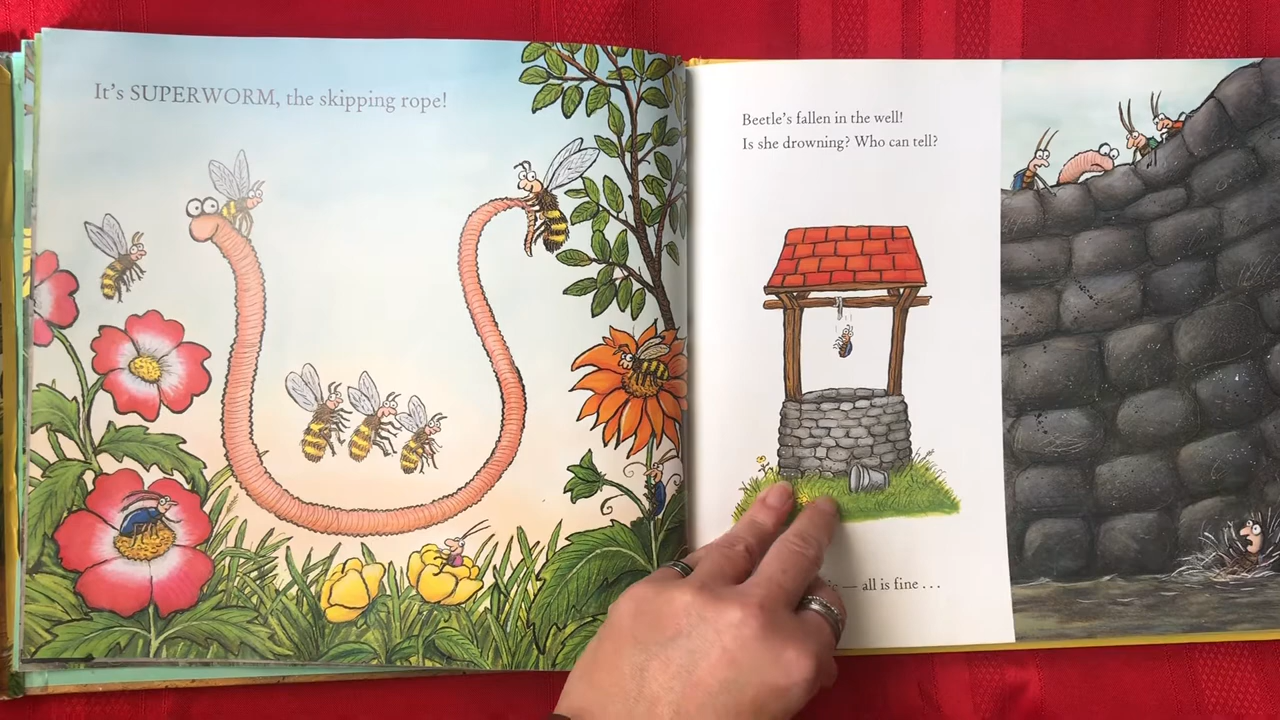 It's SUPERWORM, the skipping rope!
Beetle's fallen in the well!
Is she drowning? Who can tell?
— all is fine . . .